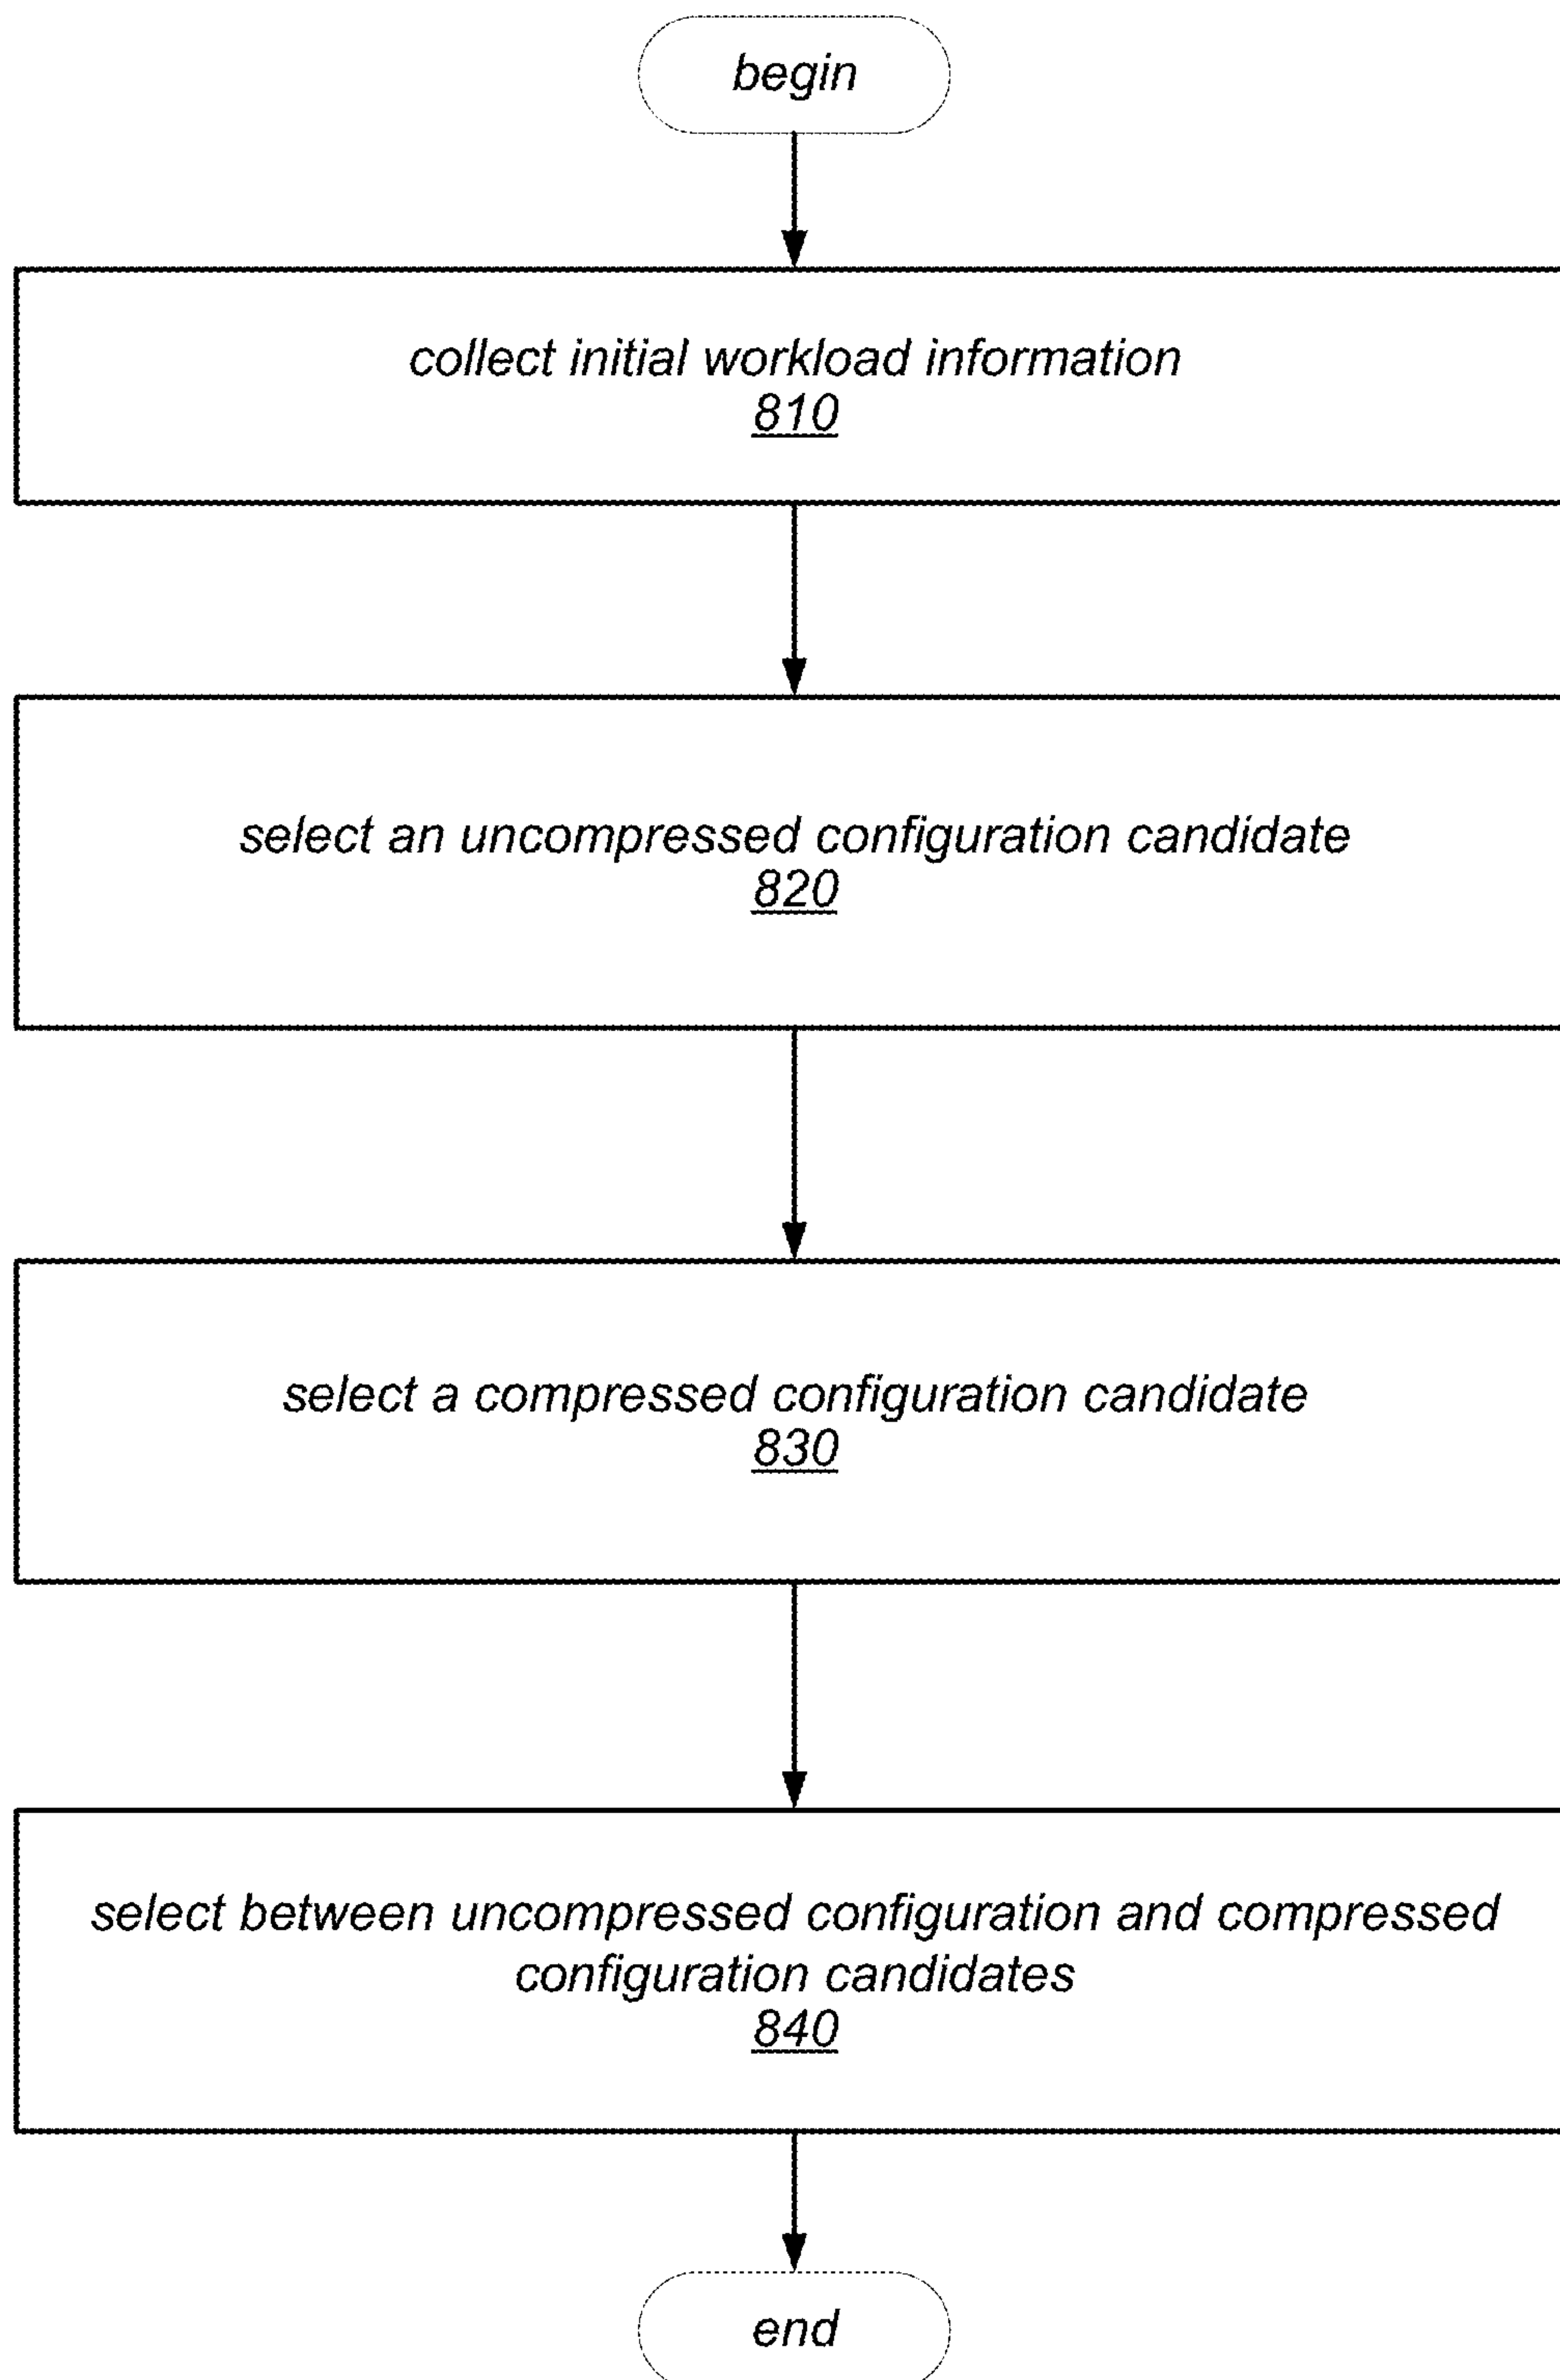 begin
collect initial workload information
810
select an uncompressed configuration candidate
820
select a compressed configuration candidate
830
select between uncompressed configuration and compressed
configuration candidates
840
end